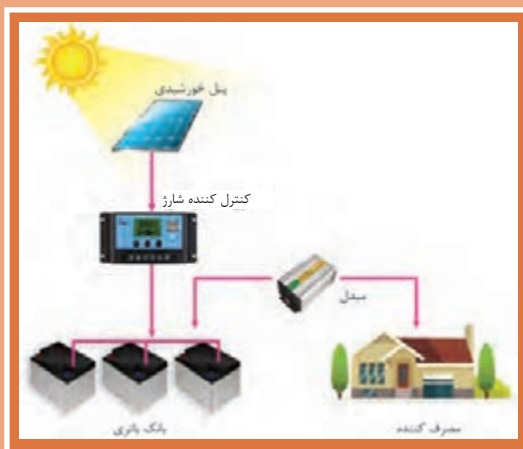 پنل خورشیدی
کنترل کننده شارژ
مبدل
بانک باتری
مصرف کننده